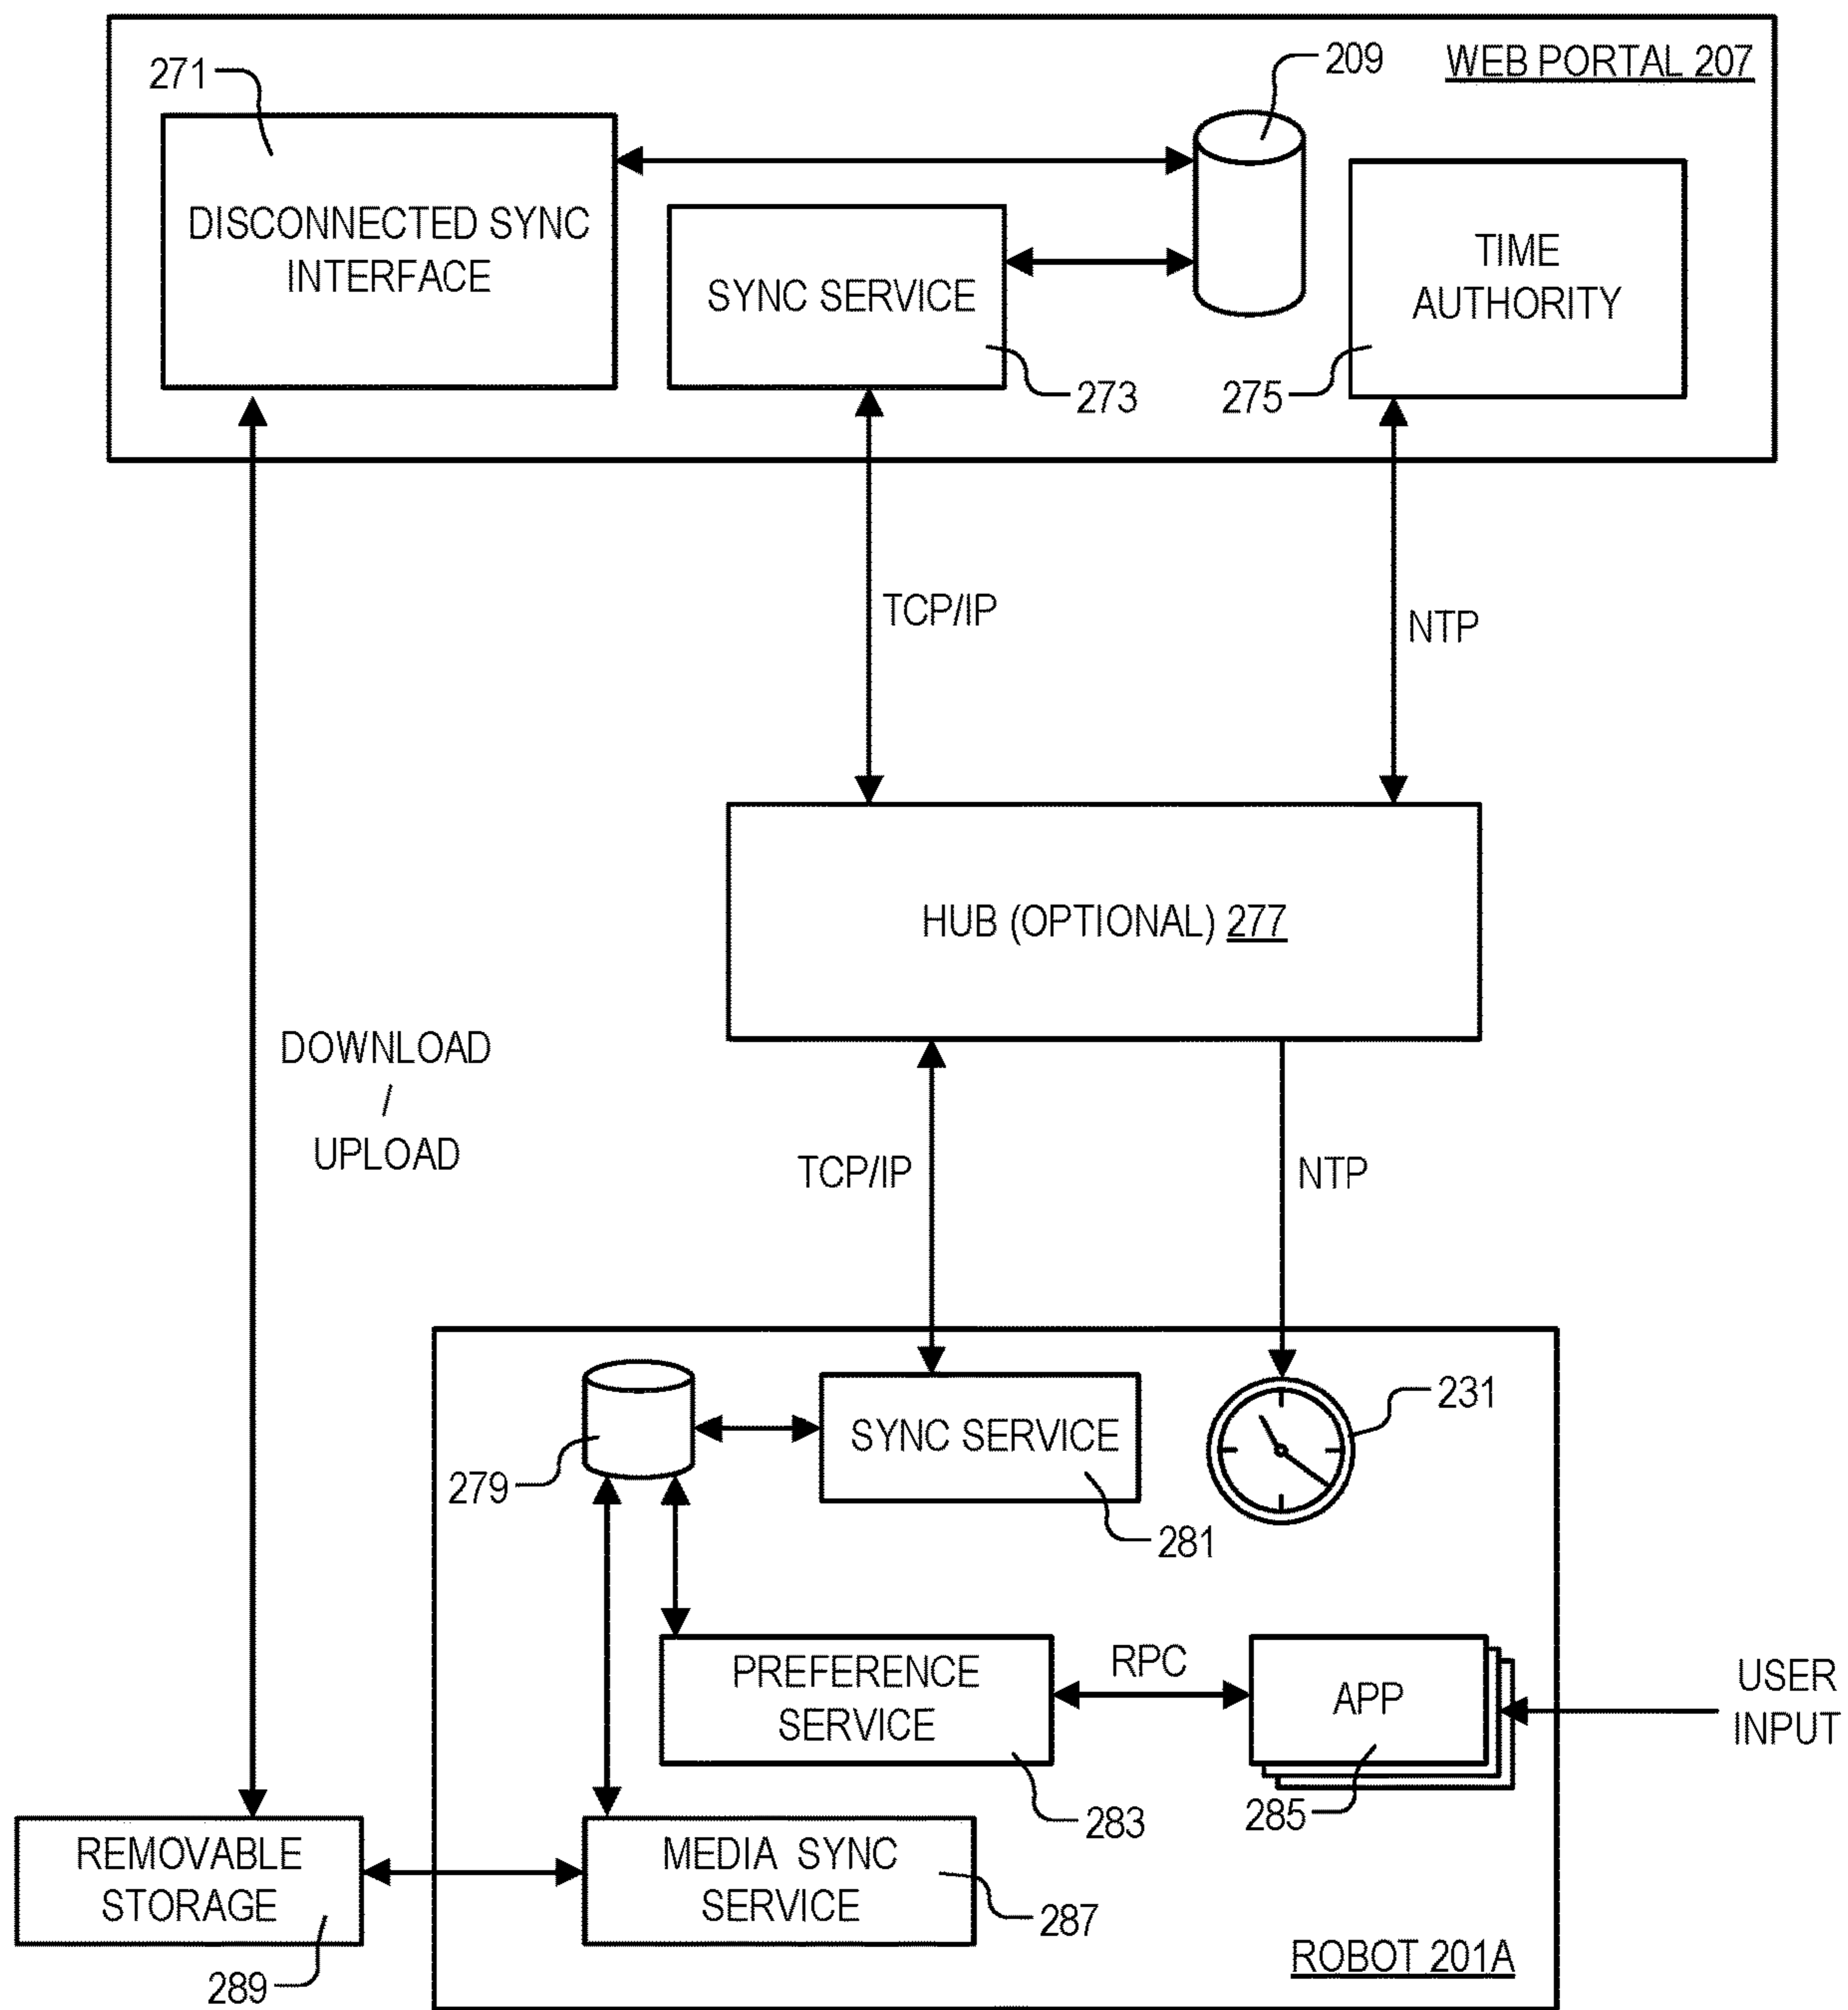 WEB PORTAL 207
271
209
DISCONNECTED SYNC
INTERFACE
SYNC SERVICE
TIME
AUTHORITY
273
275
TCP/IP
NTP
HUB (OPTIONAL) 277
DOWNLOAD
/
UPLOAD
TCP/IP
NTP
279
SYNC SERVICE
231
281
PREFERENCE
SERVICE
RPC
APP
USER
INPUT
283
285
REMOVABLE
STORAGE
MEDIA SYNC
SERVICE
287
289
ROBOT 201A